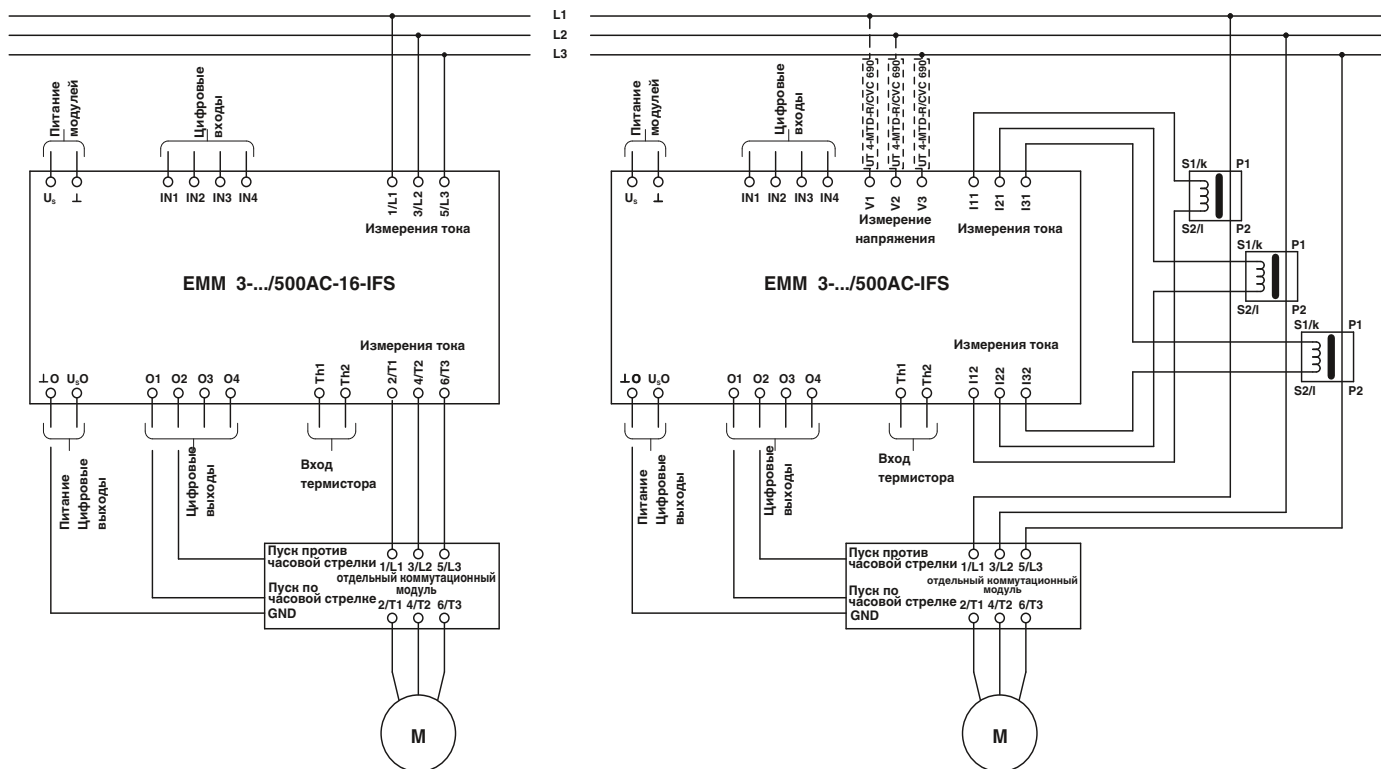 L1
L2
L3
Питание
модулей
Цифровые
входы
Us
⊥
IN1
IN2
IN3
IN4
1/L1
3/L2
5/L3
Измерения тока
EMM 3-.../500AC-16-IFS
Измерения тока
⊥O
UsO
O1
O2
O3
O4
Th1
Th2
2/T1
4/T2
6/T3
Питание
Цифровые
выходы
Цифровые
выходы
Вход
термистора
Пуск против
часовой стрелки
1/L1 3/L2 5/L3
отдельный коммутационный
модуль
Пуск по
часовой стрелке
2/T1 4/T2 6/T3
GND
M
Питание
модулей
Цифровые
входы
UT 4-MTD-R/CVC 690
UT 4-MTD-R/CVC 690
UT 4-MTD-R/CVC 690
Us
⊥
IN1
IN2
IN3
IN4
V1
V2
V3
I11
I21
I31
Измерение
напряжения
Измерения тока
EMM 3-.../500AC-IFS
Измерения тока
⊥O
UsO
O1
O2
O3
O4
Th1
Th2
I12
I22
I32
S1/k
P1
S2/l
P2
S1/k
P1
S2/l
P2
S1/k
P1
S2/l
P2
Питание
Цифровые
выходы
Цифровые
выходы
Вход
термистора
Пуск против
часовой стрелки
1/L1 3/L2 5/L3
отдельный коммутационный
модуль
Пуск по
часовой стрелке
2/T1 4/T2 6/T3
GND
M